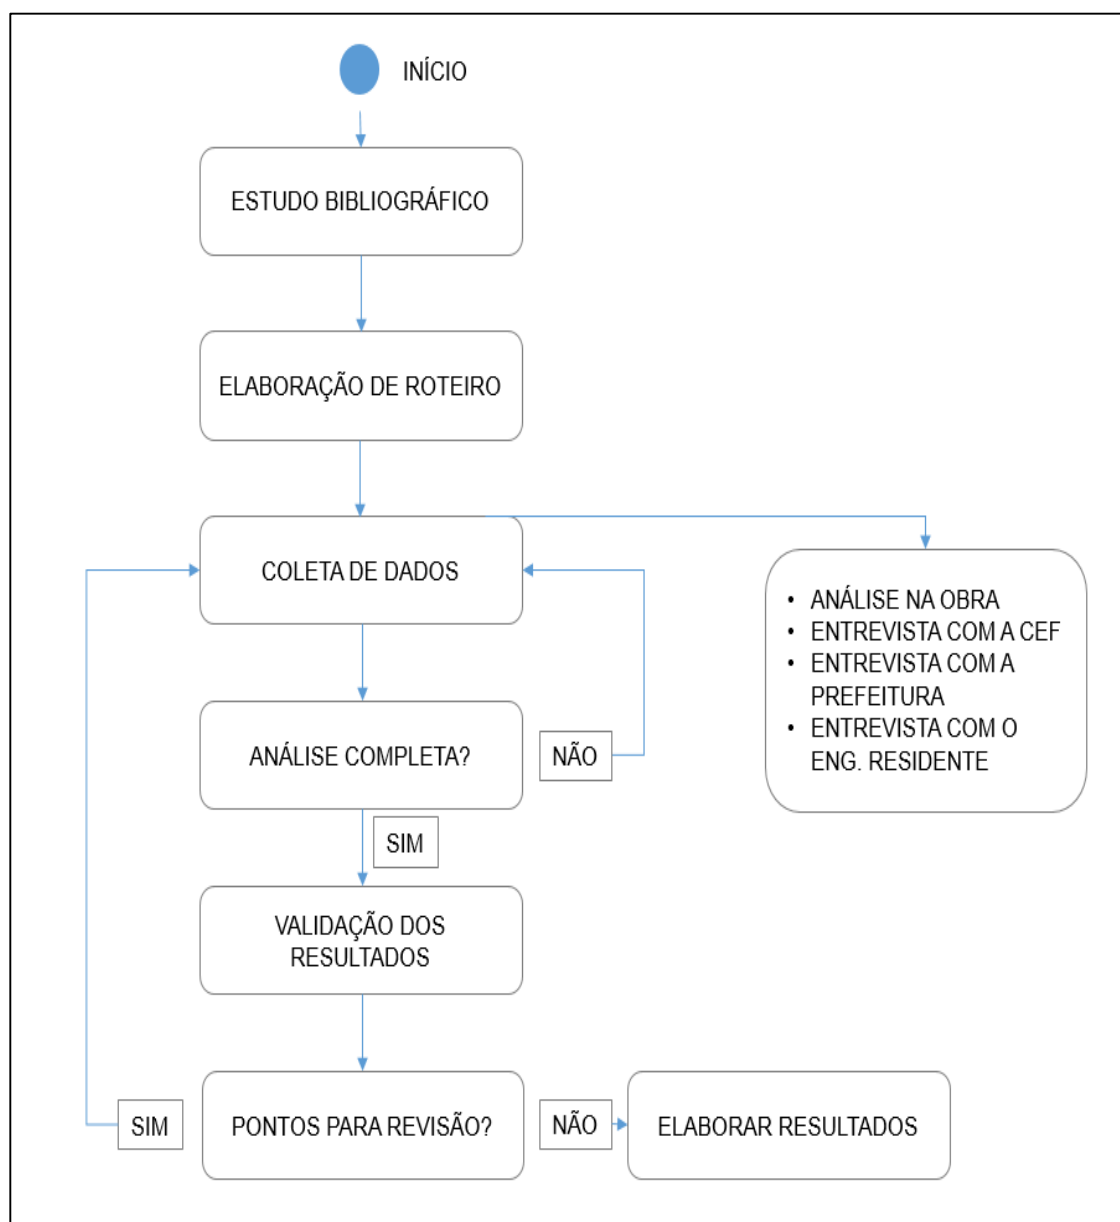 INÍCIO
ESTUDO BIBLIOGRÁFICO
ELABORAÇÃO DE ROTEIRO
COLETA DE DADOS
• ANÁLISE NA OBRA
• ENTREVISTA COM A CEF
• ENTREVISTA COM A
PREFEITURA
• ENTREVISTA COM O
ENG. RESIDENTE
ANÁLISE COMPLETA?
NÃO
SIM
VALIDAÇÃO DOS
RESULTADOS
SIM
PONTOS PARA REVISÃO?
NÃO
ELABORAR RESULTADOS